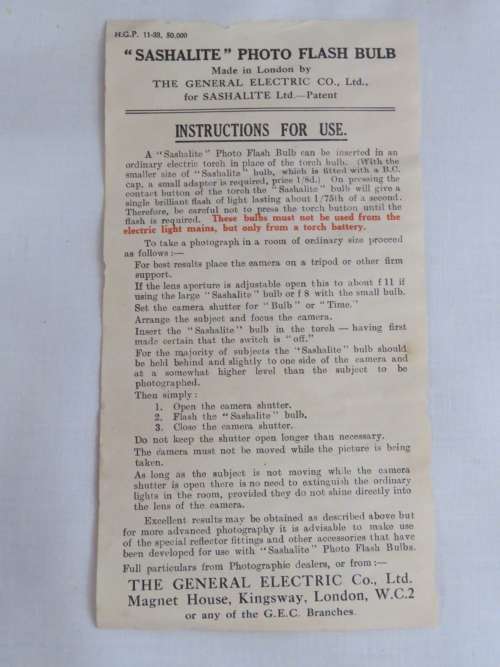 H.G.P. 11-38, 50,000
“SASHALITE” PHOTO FLASH BULB
Made in London by
THE GENERAL ELECTRIC CO., Ltd.,
for SASHALITE Ltd.—Patent
INSTRUCTIONS FOR USE.
A “Sashalite” Photo Flash Bulb can be inserted in an
ordinary electric torch in place of the torch bulb. (With the
smaller size of “Sashalite” bulb, which is fitted with a B.C.
cap, a small adaptor is required, price 1/8d.) On pressing the
contact button of the torch the “Sashalite” bulb will give a
single brilliant flash of light lasting about 1/75th of a second.
Therefore, be careful not to press the torch button until the
flash is required. These bulbs must not be used from the
electric light mains, but only from a torch battery.
To take a photograph in a room of ordinary size proceed
as follows:—
For best results place the camera on a tripod or other firm
support.
If the lens aperture is adjustable open this to about f 11 if
using the large “Sashalite” bulb or f 8 with the small bulb.
Set the camera shutter for “Bulb” or “Time.”
Arrange the subject and focus the camera.
Insert the “Sashalite” bulb in the torch — having first
made certain that the switch is “off.”
For the majority of subjects the “Sashalite” bulb should
be held behind and slightly to one side of the camera and
at a somewhat higher level than the subject to be
photographed.
Then simply:
1. Open the camera shutter.
2. Flash the “Sashalite” bulb.
3. Close the camera shutter.
Do not keep the shutter open longer than necessary.
The camera must not be moved while the picture is being
taken.
As long as the subject is not moving while the camera
shutter is open there is no need to extinguish the ordinary
lights in the room, provided they do not shine directly into
the lens of the camera.
Excellent results may be obtained as described above but
for more advanced photography it is advisable to make use
of the special reflector fittings and other accessories that have
been developed for use with “Sashalite” Photo Flash Bulbs.
Full particulars from Photographic dealers, or from:—
THE GENERAL ELECTRIC Co., Ltd.
Magnet House, Kingsway, London, W.C.2
or any of the G.E.C. Branches.